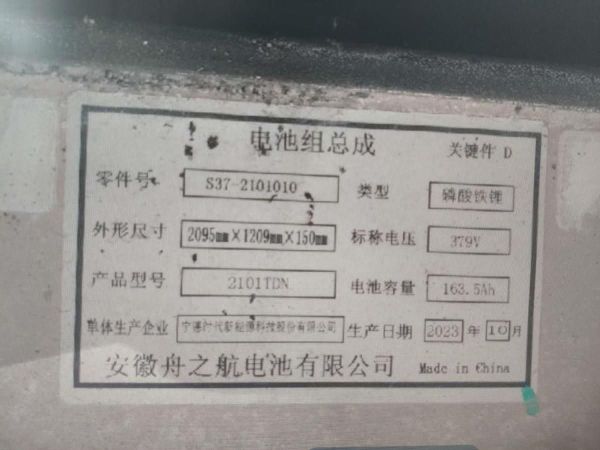 电池组总成 关键件 D
零件号 S37-2101010 类型 磷酸铁锂
外形尺寸 2095mm×1209mm×150mm 标称电压 379V
产品型号 2101TDN 电池容量 163.5Ah
单体生产企业 宁德时代新能源科技股份有限公司 生产日期 2023 年 10 月
安徽舟之航电池有限公司 Made in China